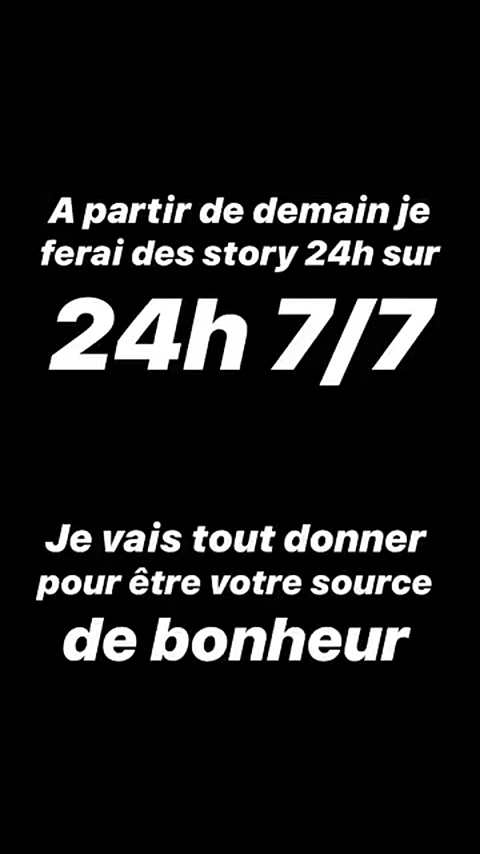 A partir de demain je
ferai des story 24h sur
24h 7/7
Je vais tout donner
pour être votre source
de bonheur